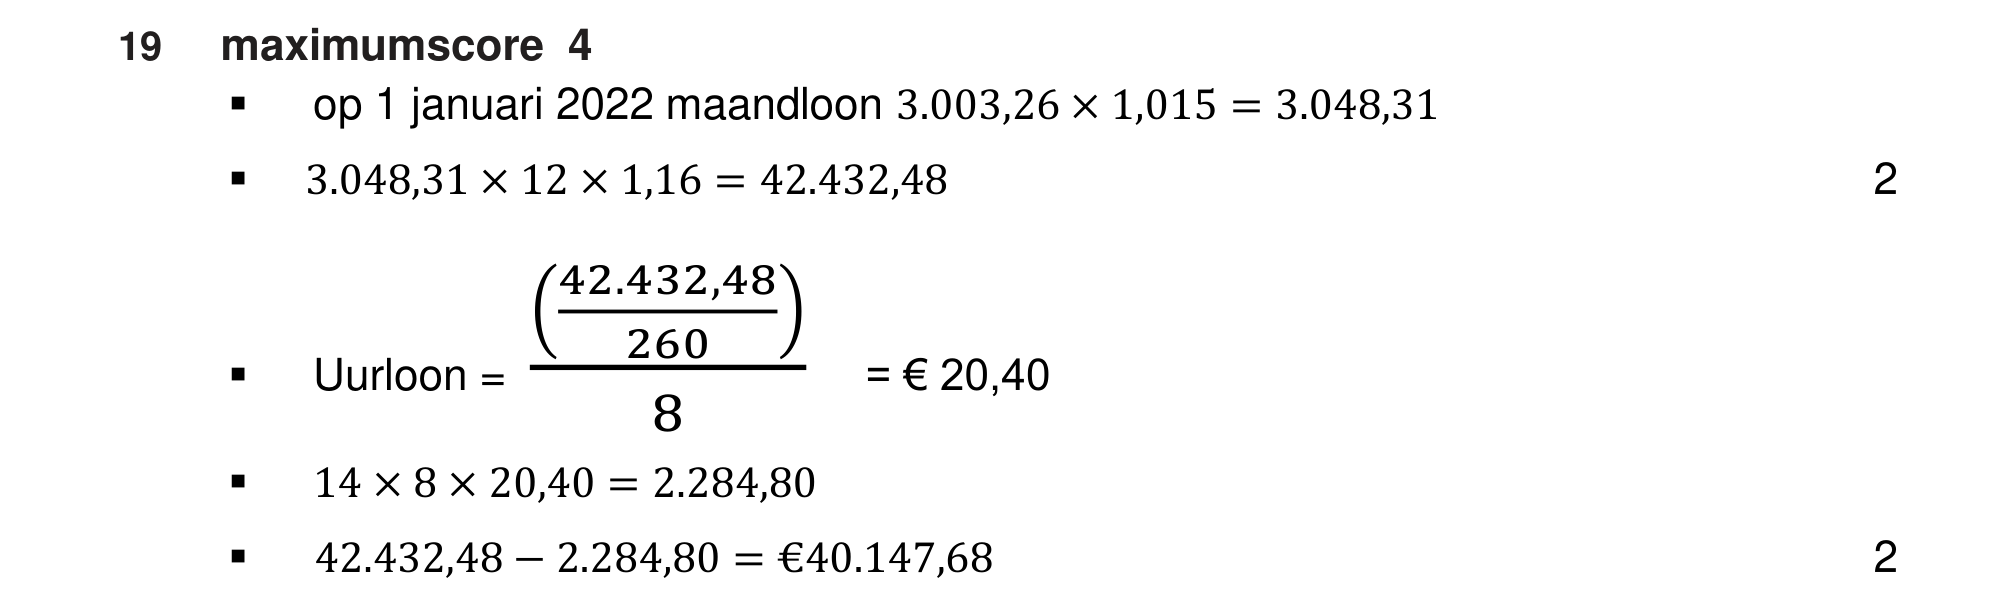 19 maximumscore 4
▪ op 1 januari 2022 maandloon 3.003,26 × 1,015 = 3.048,31
▪ 3.048,31 × 12 × 1,16 = 42.432,48 2
▪ Uurloon = (42.432,48 / 260) / 8 = € 20,40
▪ 14 × 8 × 20,40 = 2.284,80
▪ 42.432,48 − 2.284,80 = €40.147,68 2